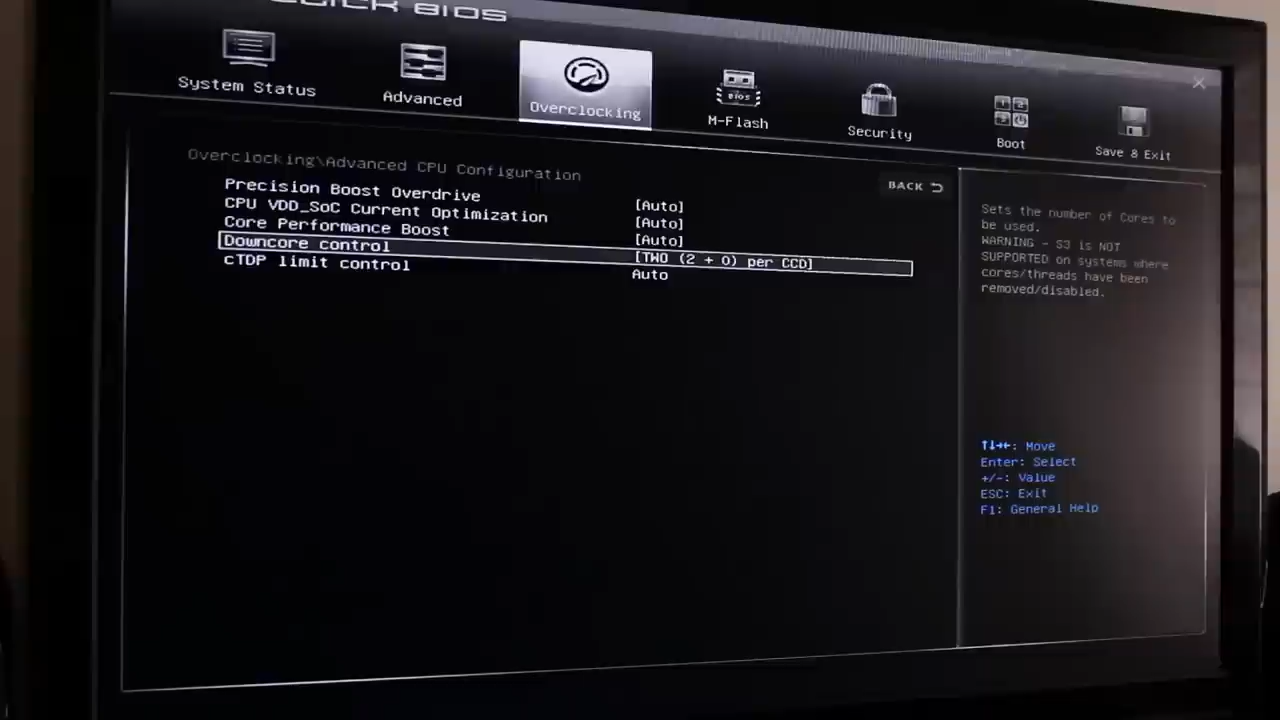 BIOS
System Status
Advanced
Overclocking
M-Flash
Security
Boot
Save & Exit
Overclocking\Advanced CPU Configuration
BACK
Precision Boost Overdrive [Auto]
CPU VDD_SoC Current Optimization [Auto]
Core Performance Boost [Auto]
Downcore control [TWO (2 + 0) per CCD]
cTDP limit control Auto
Sets the number of Cores to
be used.
WARNING - S3 is NOT
SUPPORTED on systems where
cores/threads have been
removed/disabled.
↑↓→←: Move
Enter: Select
+/-: Value
ESC: Exit
F1: General Help